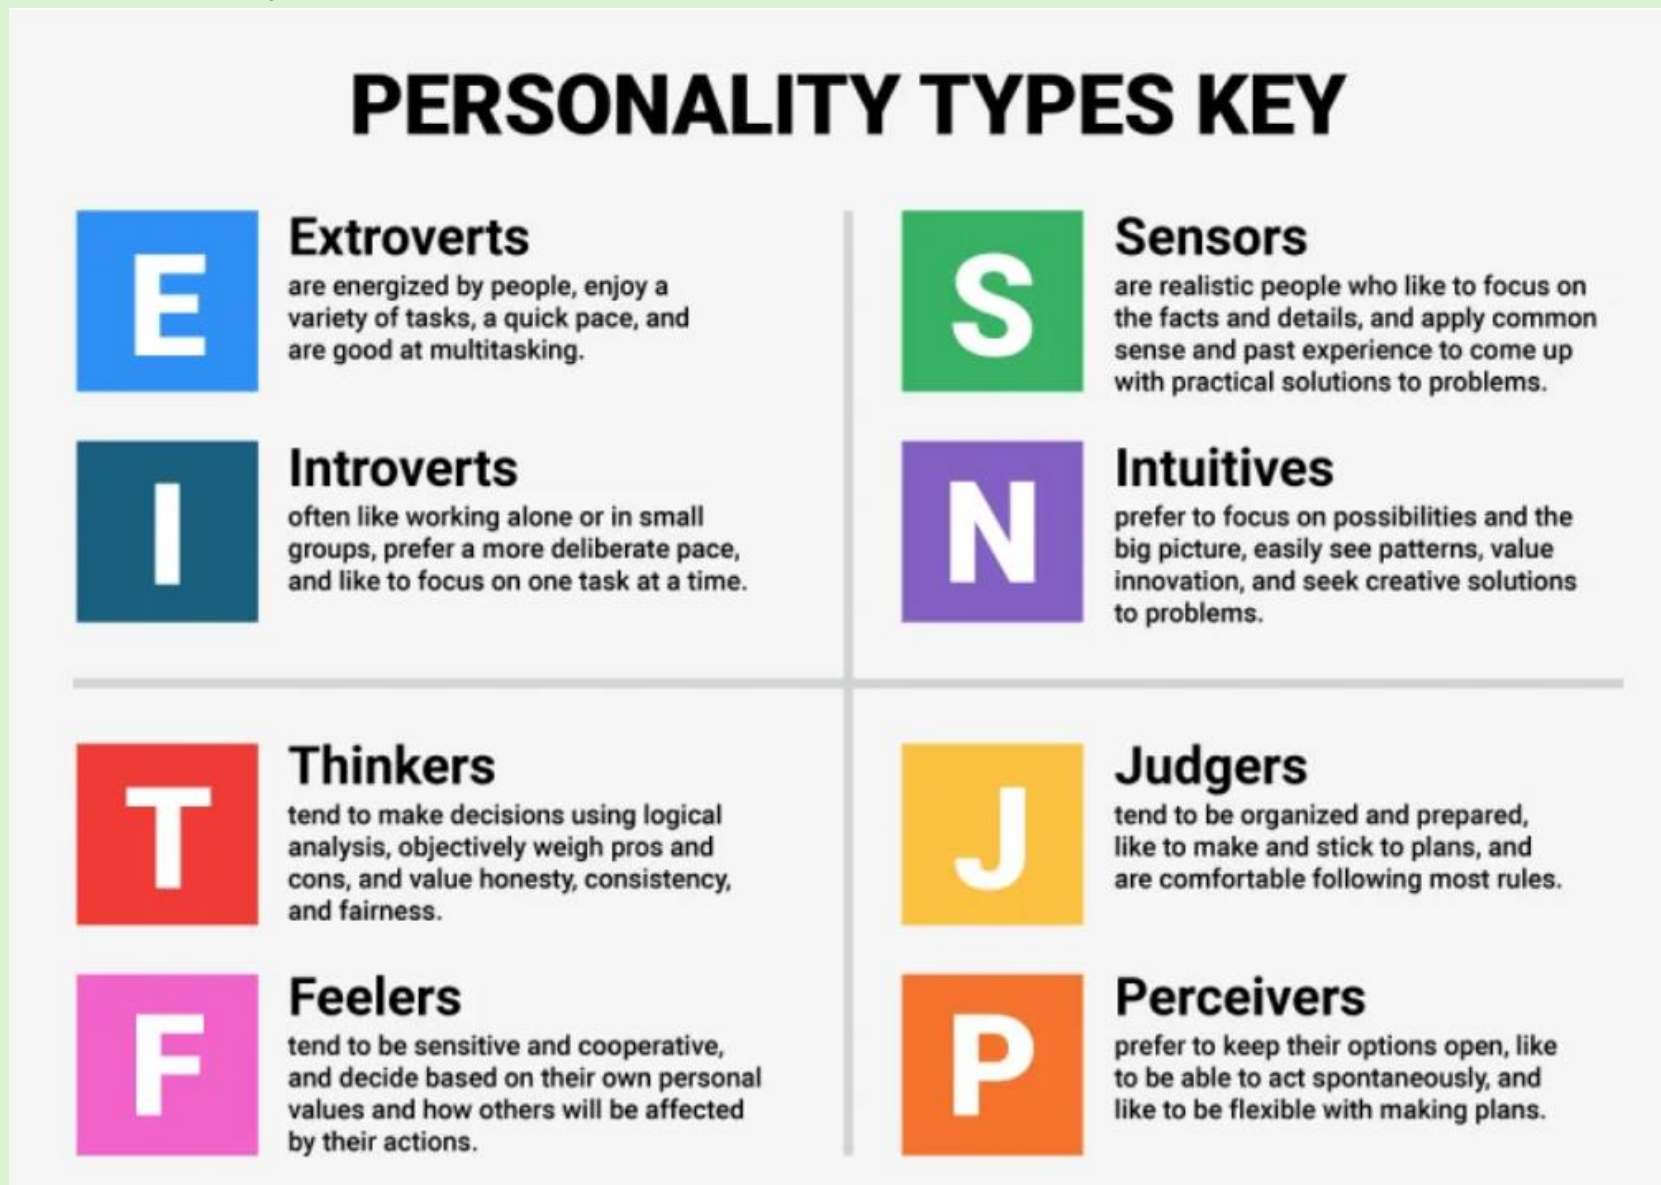 PERSONALITY TYPES KEY
E
Extroverts
are energized by people, enjoy a
variety of tasks, a quick pace, and
are good at multitasking.
I
Introverts
often like working alone or in small
groups, prefer a more deliberate pace,
and like to focus on one task at a time.
S
Sensors
are realistic people who like to focus on
the facts and details, and apply common
sense and past experience to come up
with practical solutions to problems.
N
Intuitives
prefer to focus on possibilities and the
big picture, easily see patterns, value
innovation, and seek creative solutions
to problems.
T
Thinkers
tend to make decisions using logical
analysis, objectively weigh pros and
cons, and value honesty, consistency,
and fairness.
F
Feelers
tend to be sensitive and cooperative,
and decide based on their own personal
values and how others will be affected
by their actions.
J
Judgers
tend to be organized and prepared,
like to make and stick to plans, and
are comfortable following most rules.
P
Perceivers
prefer to keep their options open, like
to be able to act spontaneously, and
like to be flexible with making plans.